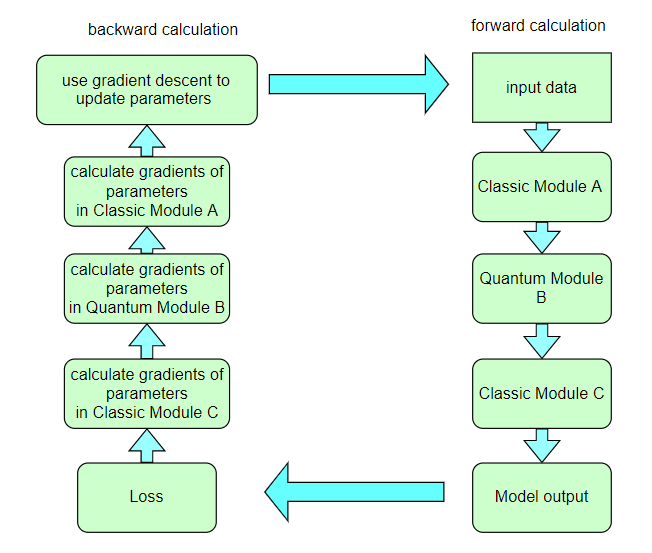 backward calculation
use gradient descent to
update parameters
calculate gradients of
parameters
in Classic Module A
calculate gradients of
parameters
in Quantum Module B
calculate gradients of
parameters
in Classic Module C
Loss
forward calculation
input data
Classic Module A
Quantum Module
B
Classic Module C
Model output